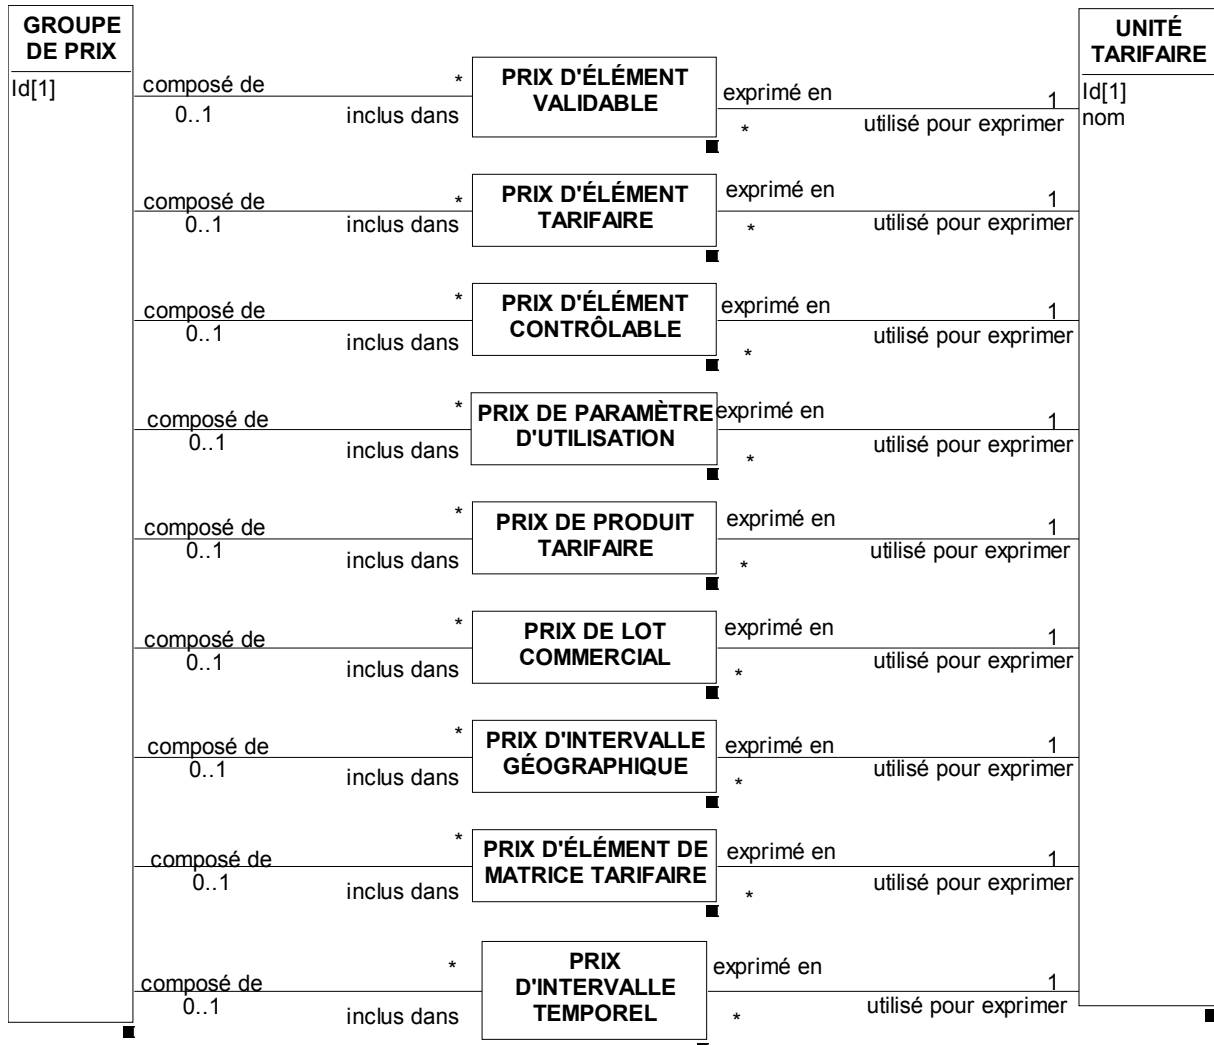 GROUPE
DE PRIX
Id[1]
UNITÉ
TARIFAIRE
Id[1]
nom
composé de
0..1
*
inclus dans
PRIX D'ÉLÉMENT
VALIDABLE
exprimé en
*
1
utilisé pour exprimer
composé de
0..1
*
inclus dans
PRIX D'ÉLÉMENT
TARIFAIRE
exprimé en
*
1
utilisé pour exprimer
composé de
0..1
*
inclus dans
PRIX D'ÉLÉMENT
CONTRÔLABLE
exprimé en
*
1
utilisé pour exprimer
composé de
0..1
*
inclus dans
PRIX DE PARAMÈTRE
D'UTILISATION
exprimé en
*
1
utilisé pour exprimer
composé de
0..1
*
inclus dans
PRIX DE PRODUIT
TARIFAIRE
exprimé en
*
1
utilisé pour exprimer
composé de
0..1
*
inclus dans
PRIX DE LOT
COMMERCIAL
exprimé en
*
1
utilisé pour exprimer
composé de
0..1
*
inclus dans
PRIX D'INTERVALLE
GÉOGRAPHIQUE
exprimé en
*
1
utilisé pour exprimer
composé de
0..1
*
inclus dans
PRIX D'ÉLÉMENT DE
MATRICE TARIFAIRE
exprimé en
*
1
utilisé pour exprimer
composé de
0..1
*
inclus dans
PRIX
D'INTERVALLE
TEMPOREL
exprimé en
*
1
utilisé pour exprimer